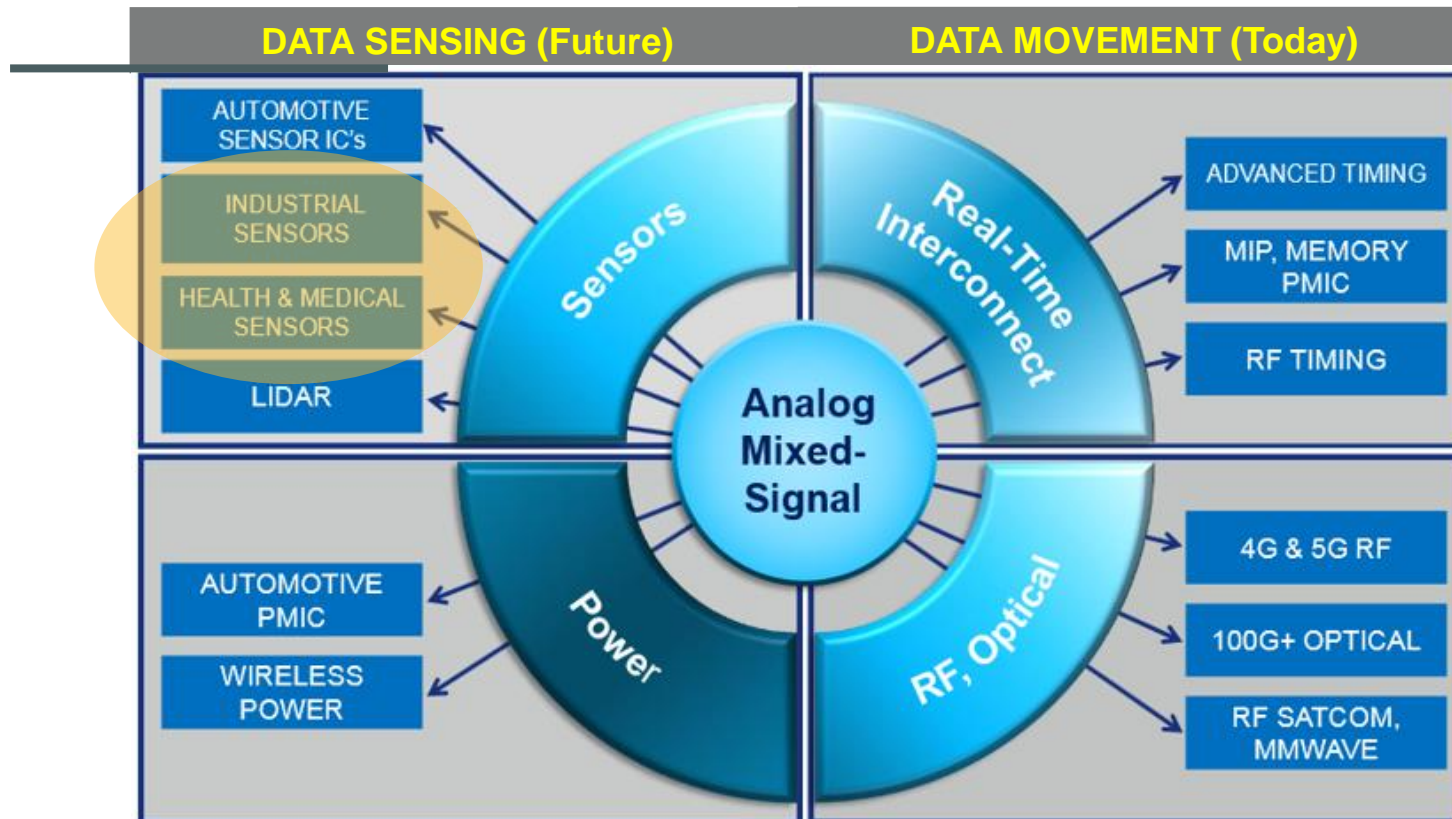 DATA SENSING (Future)
DATA MOVEMENT (Today)
AUTOMOTIVE
SENSOR IC's
INDUSTRIAL
SENSORS
HEALTH & MEDICAL
SENSORS
LIDAR
Sensors
Real-Time
Interconnect
ADVANCED TIMING
MIP, MEMORY
PMIC
RF TIMING
Analog
Mixed-
Signal
AUTOMOTIVE
PMIC
WIRELESS
POWER
Power
RF, Optical
4G & 5G RF
100G+ OPTICAL
RF SATCOM,
MMWAVE